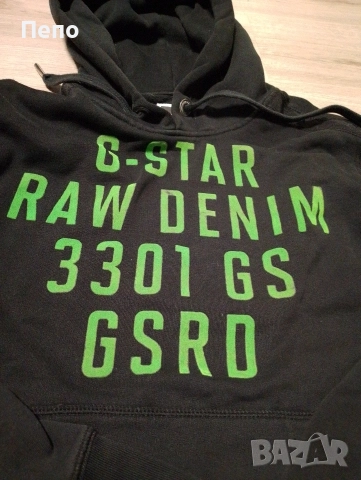 Пепо
G-STAR
RAW DENIM
3301 GS
GSRD
BAZAR